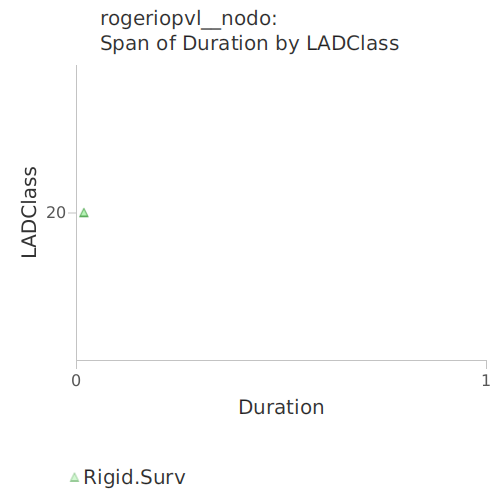 rogeriopvl__nodo:
Span of Duration by LADClass
LADClass
20
0
1
Duration
Rigid.Surv